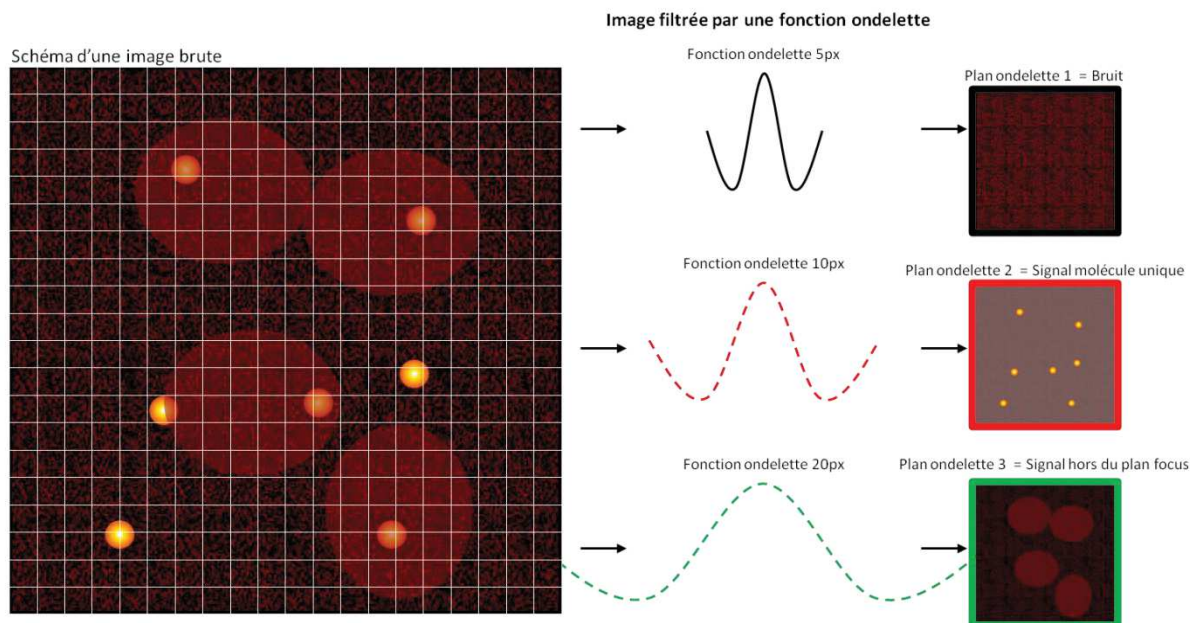 Image filtrée par une fonction ondelette
Schéma d'une image brute
Fonction ondelette 5px
Plan ondelette 1 = Bruit
Fonction ondelette 10px
Plan ondelette 2 = Signal molécule unique
Fonction ondelette 20px
Plan ondelette 3 = Signal hors du plan focus